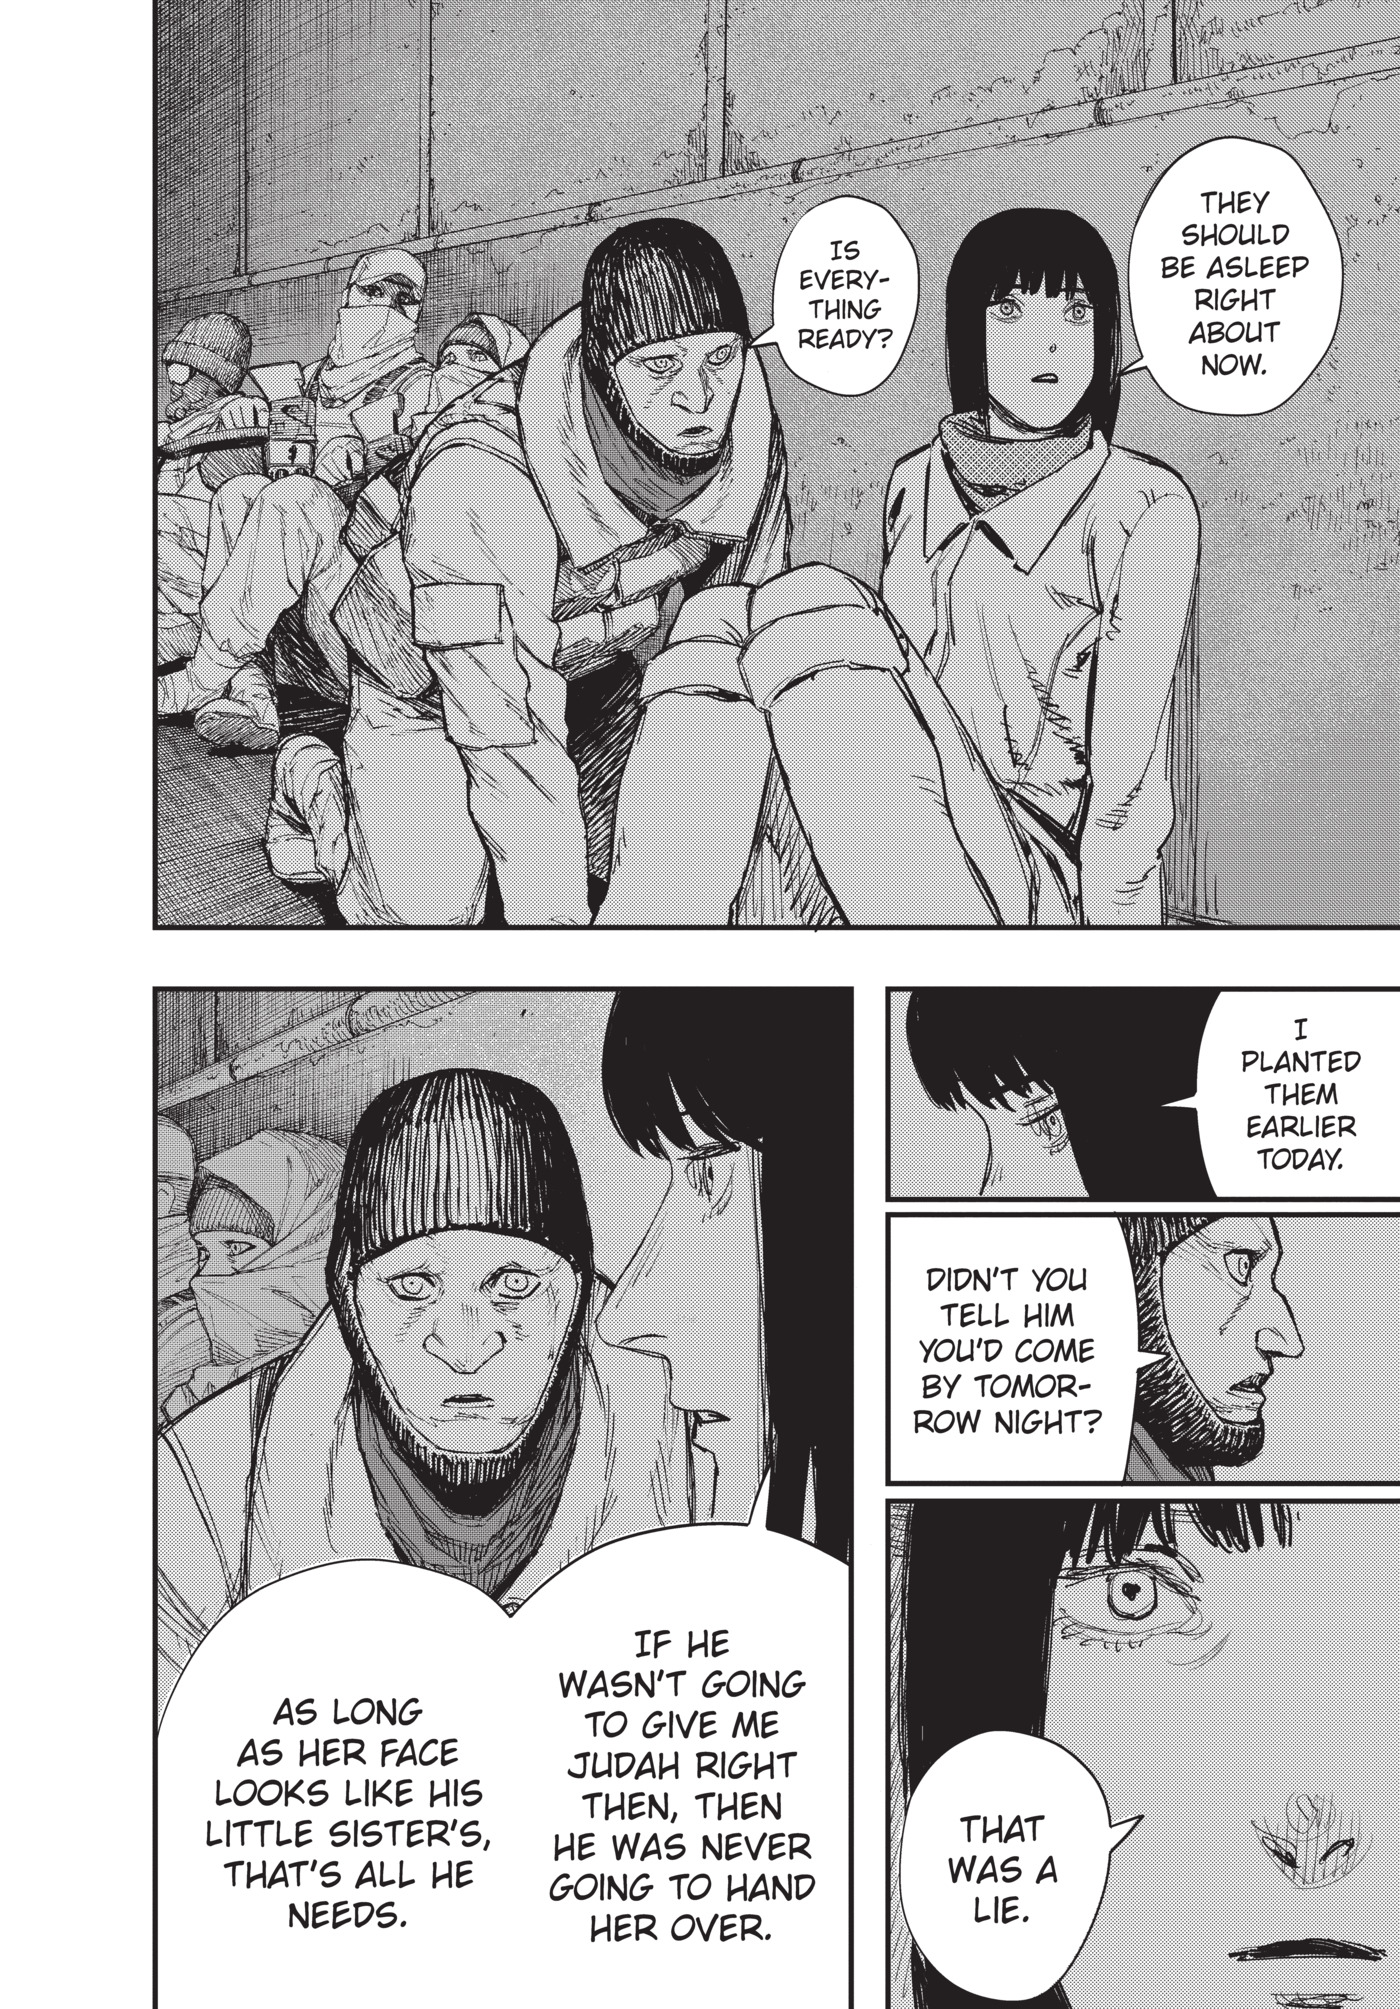 THEY
SHOULD
BE ASLEEP
RIGHT
ABOUT
NOW.
IS
EVERY-
THING
READY?
I
PLANTED
THEM
EARLIER
TODAY.
DIDN'T YOU
TELL HIM
YOU'D COME
BY TOMOR-
ROW NIGHT?
THAT
WAS A
LIE.
IF HE
WASN'T GOING
TO GIVE ME
JUDAH RIGHT
THEN, THEN
HE WAS NEVER
GOING TO HAND
HER OVER.
AS LONG
AS HER FACE
LOOKS LIKE HIS
LITTLE SISTER'S,
THAT'S ALL HE
NEEDS.